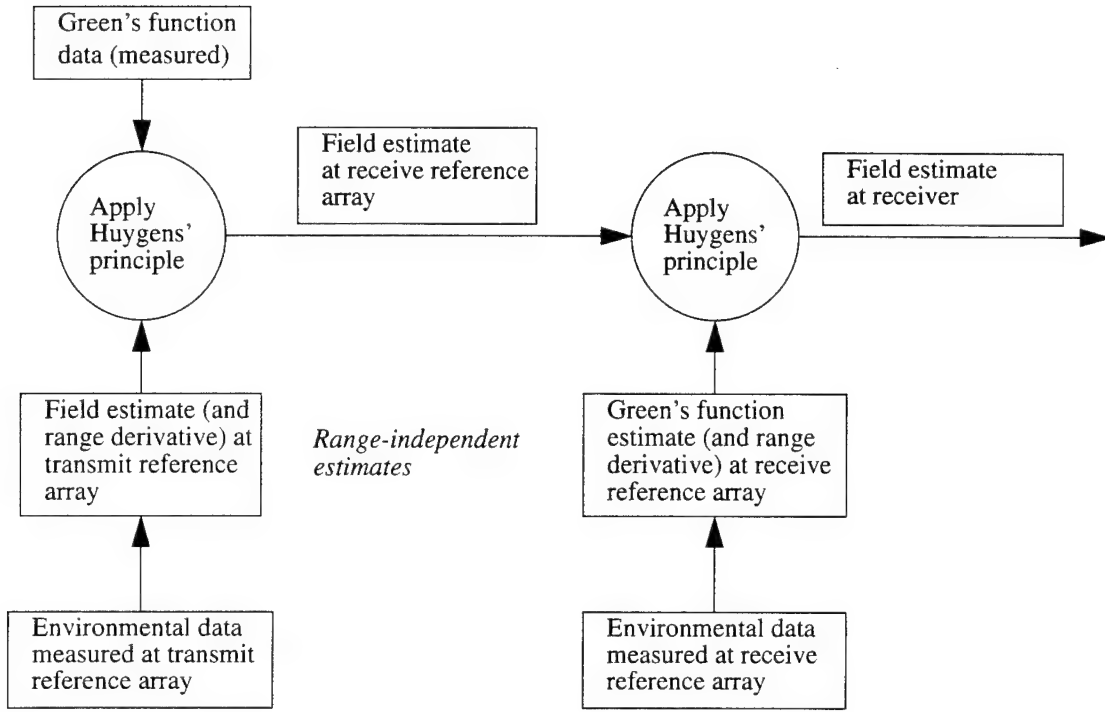 Green's function
data (measured)
Field estimate
at receive reference
array
Field estimate
at receiver
Apply
Huygens'
principle
Apply
Huygens'
principle
Field estimate (and
range derivative) at
transmit reference
array
Range-independent
estimates
Green's function
estimate (and range
derivative) at receive
reference array
Environmental data
measured at transmit
reference array
Environmental data
measured at receive
reference array